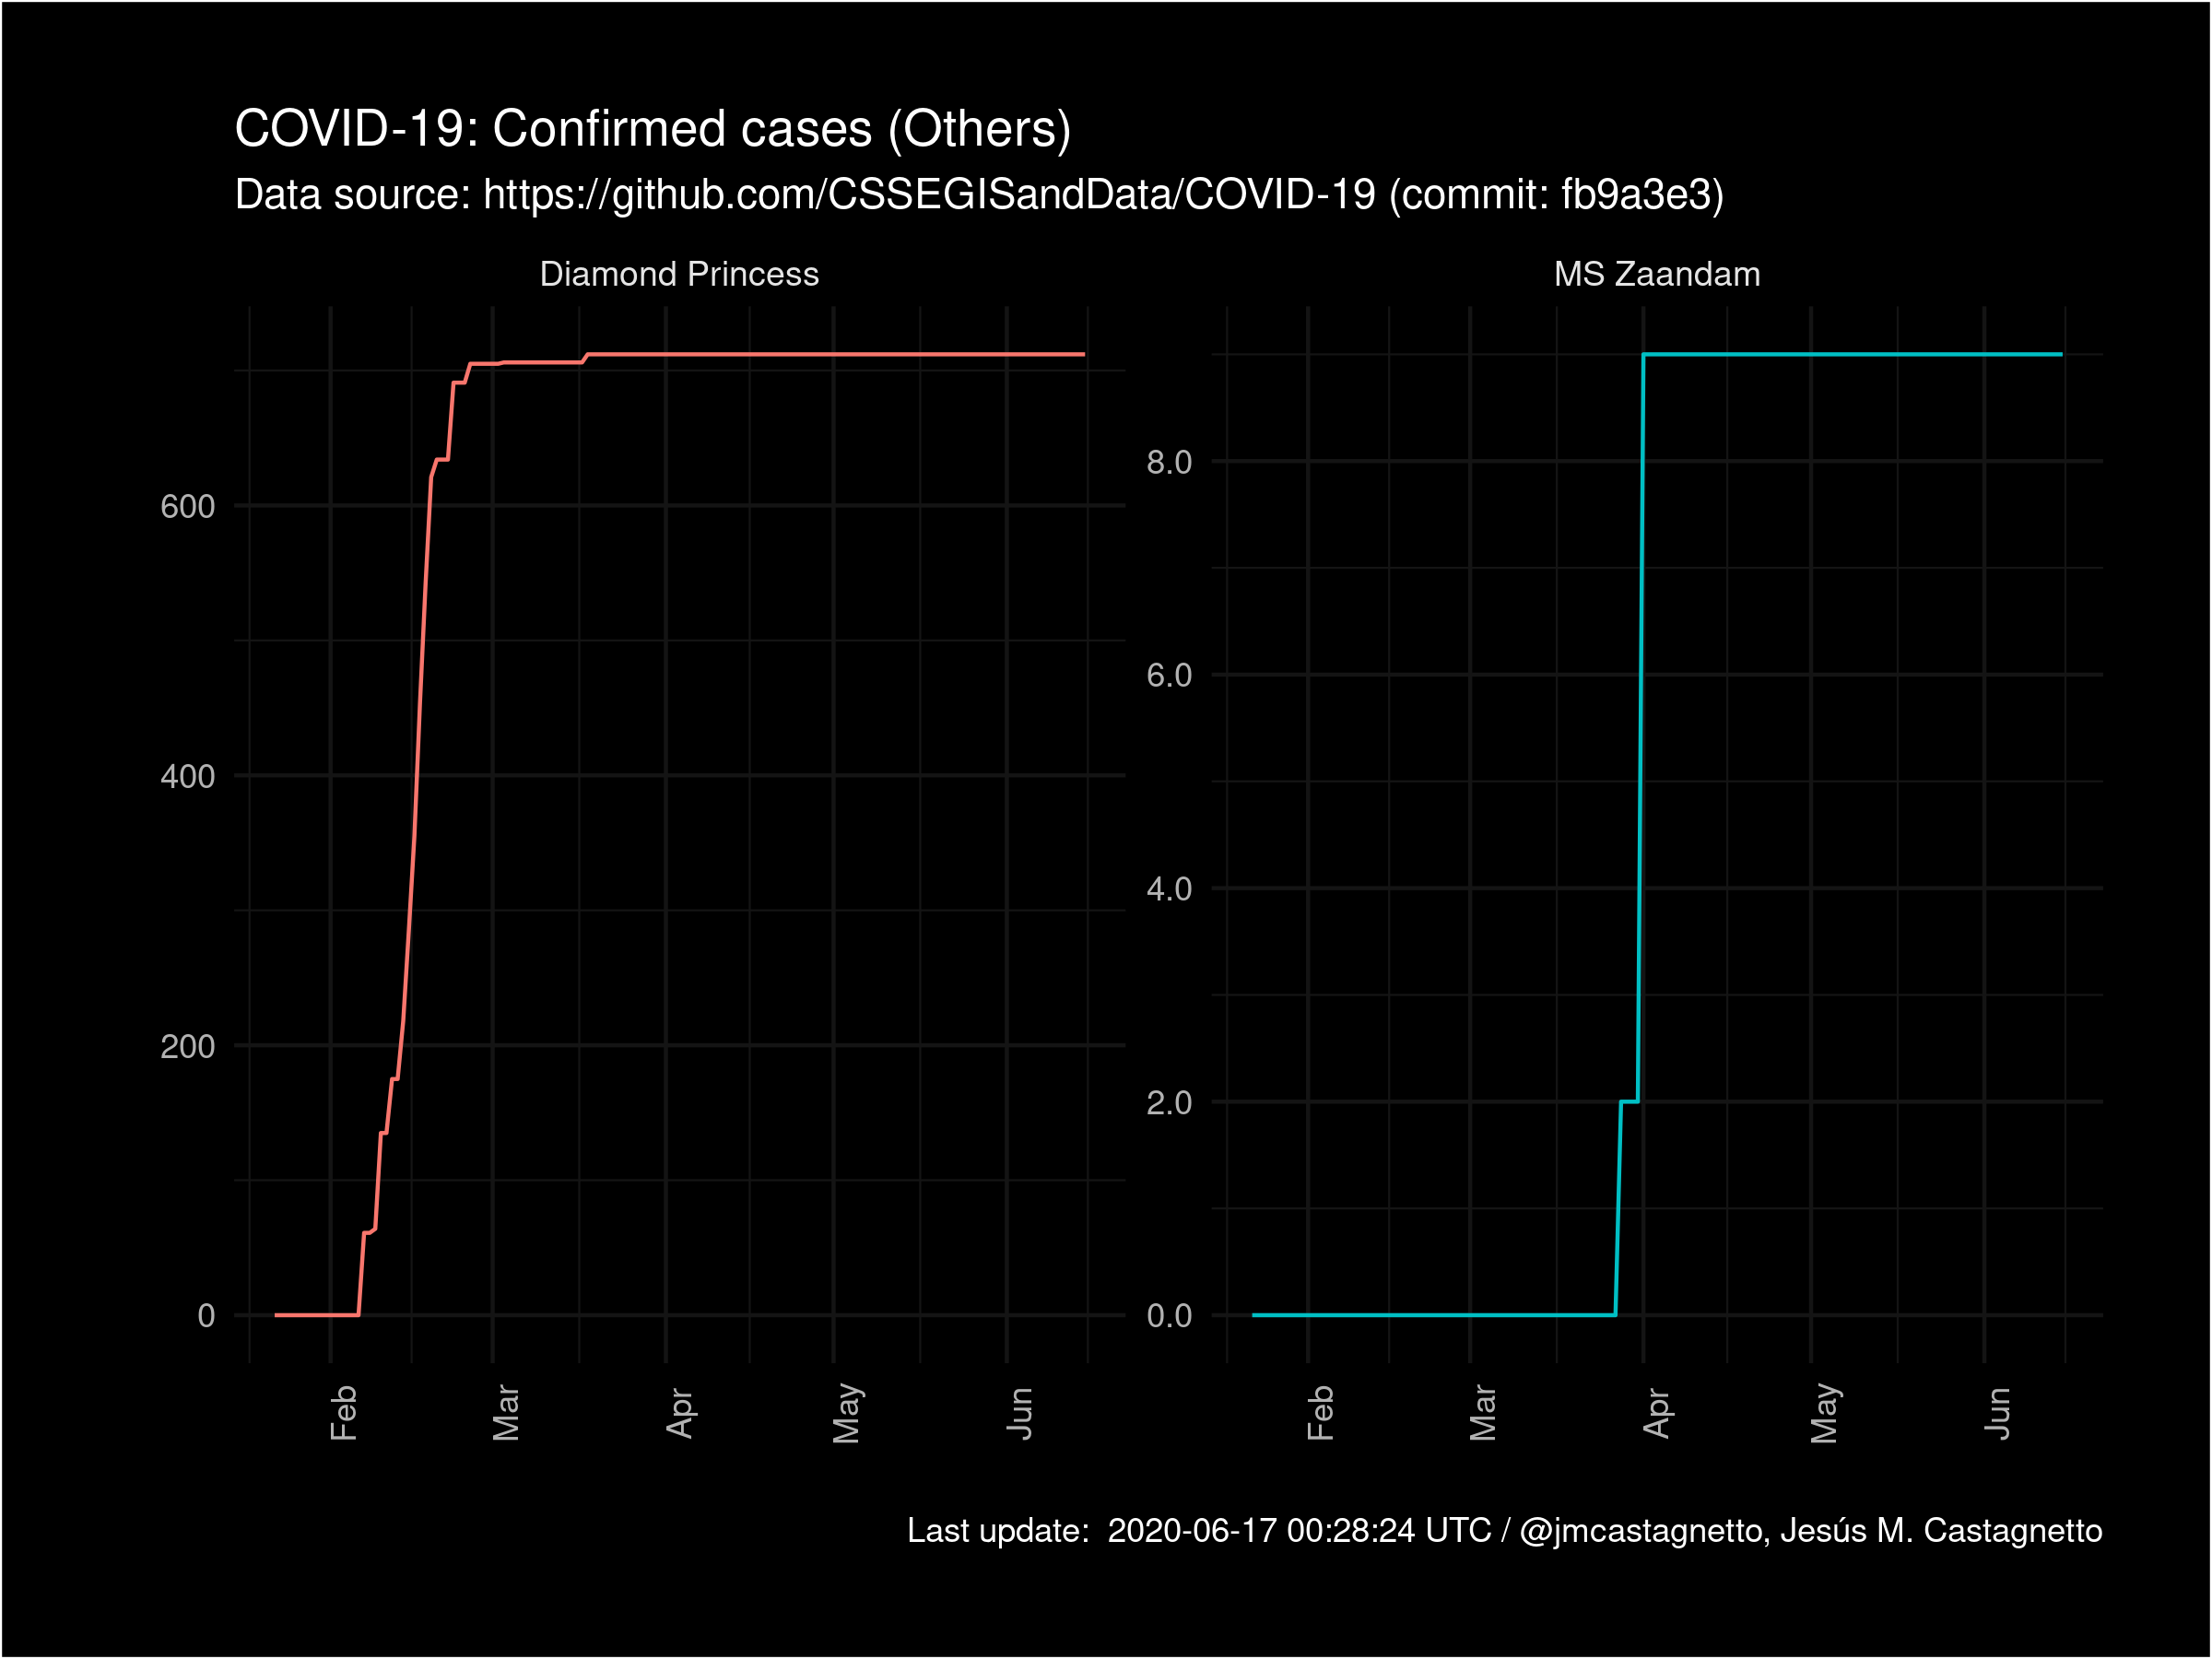 COVID-19: Confirmed cases (Others)
Data source: https://github.com/CSSEGISandData/COVID-19 (commit: fb9a3e3)
Diamond Princess
600
400
200
0
Feb
Mar
Apr
May
Jun
MS Zaandam
8.0
6.0
4.0
2.0
0.0
Feb
Mar
Apr
May
Jun
Last update:  2020-06-17 00:28:24 UTC / @jmcastagnetto, Jesús M. Castagnetto